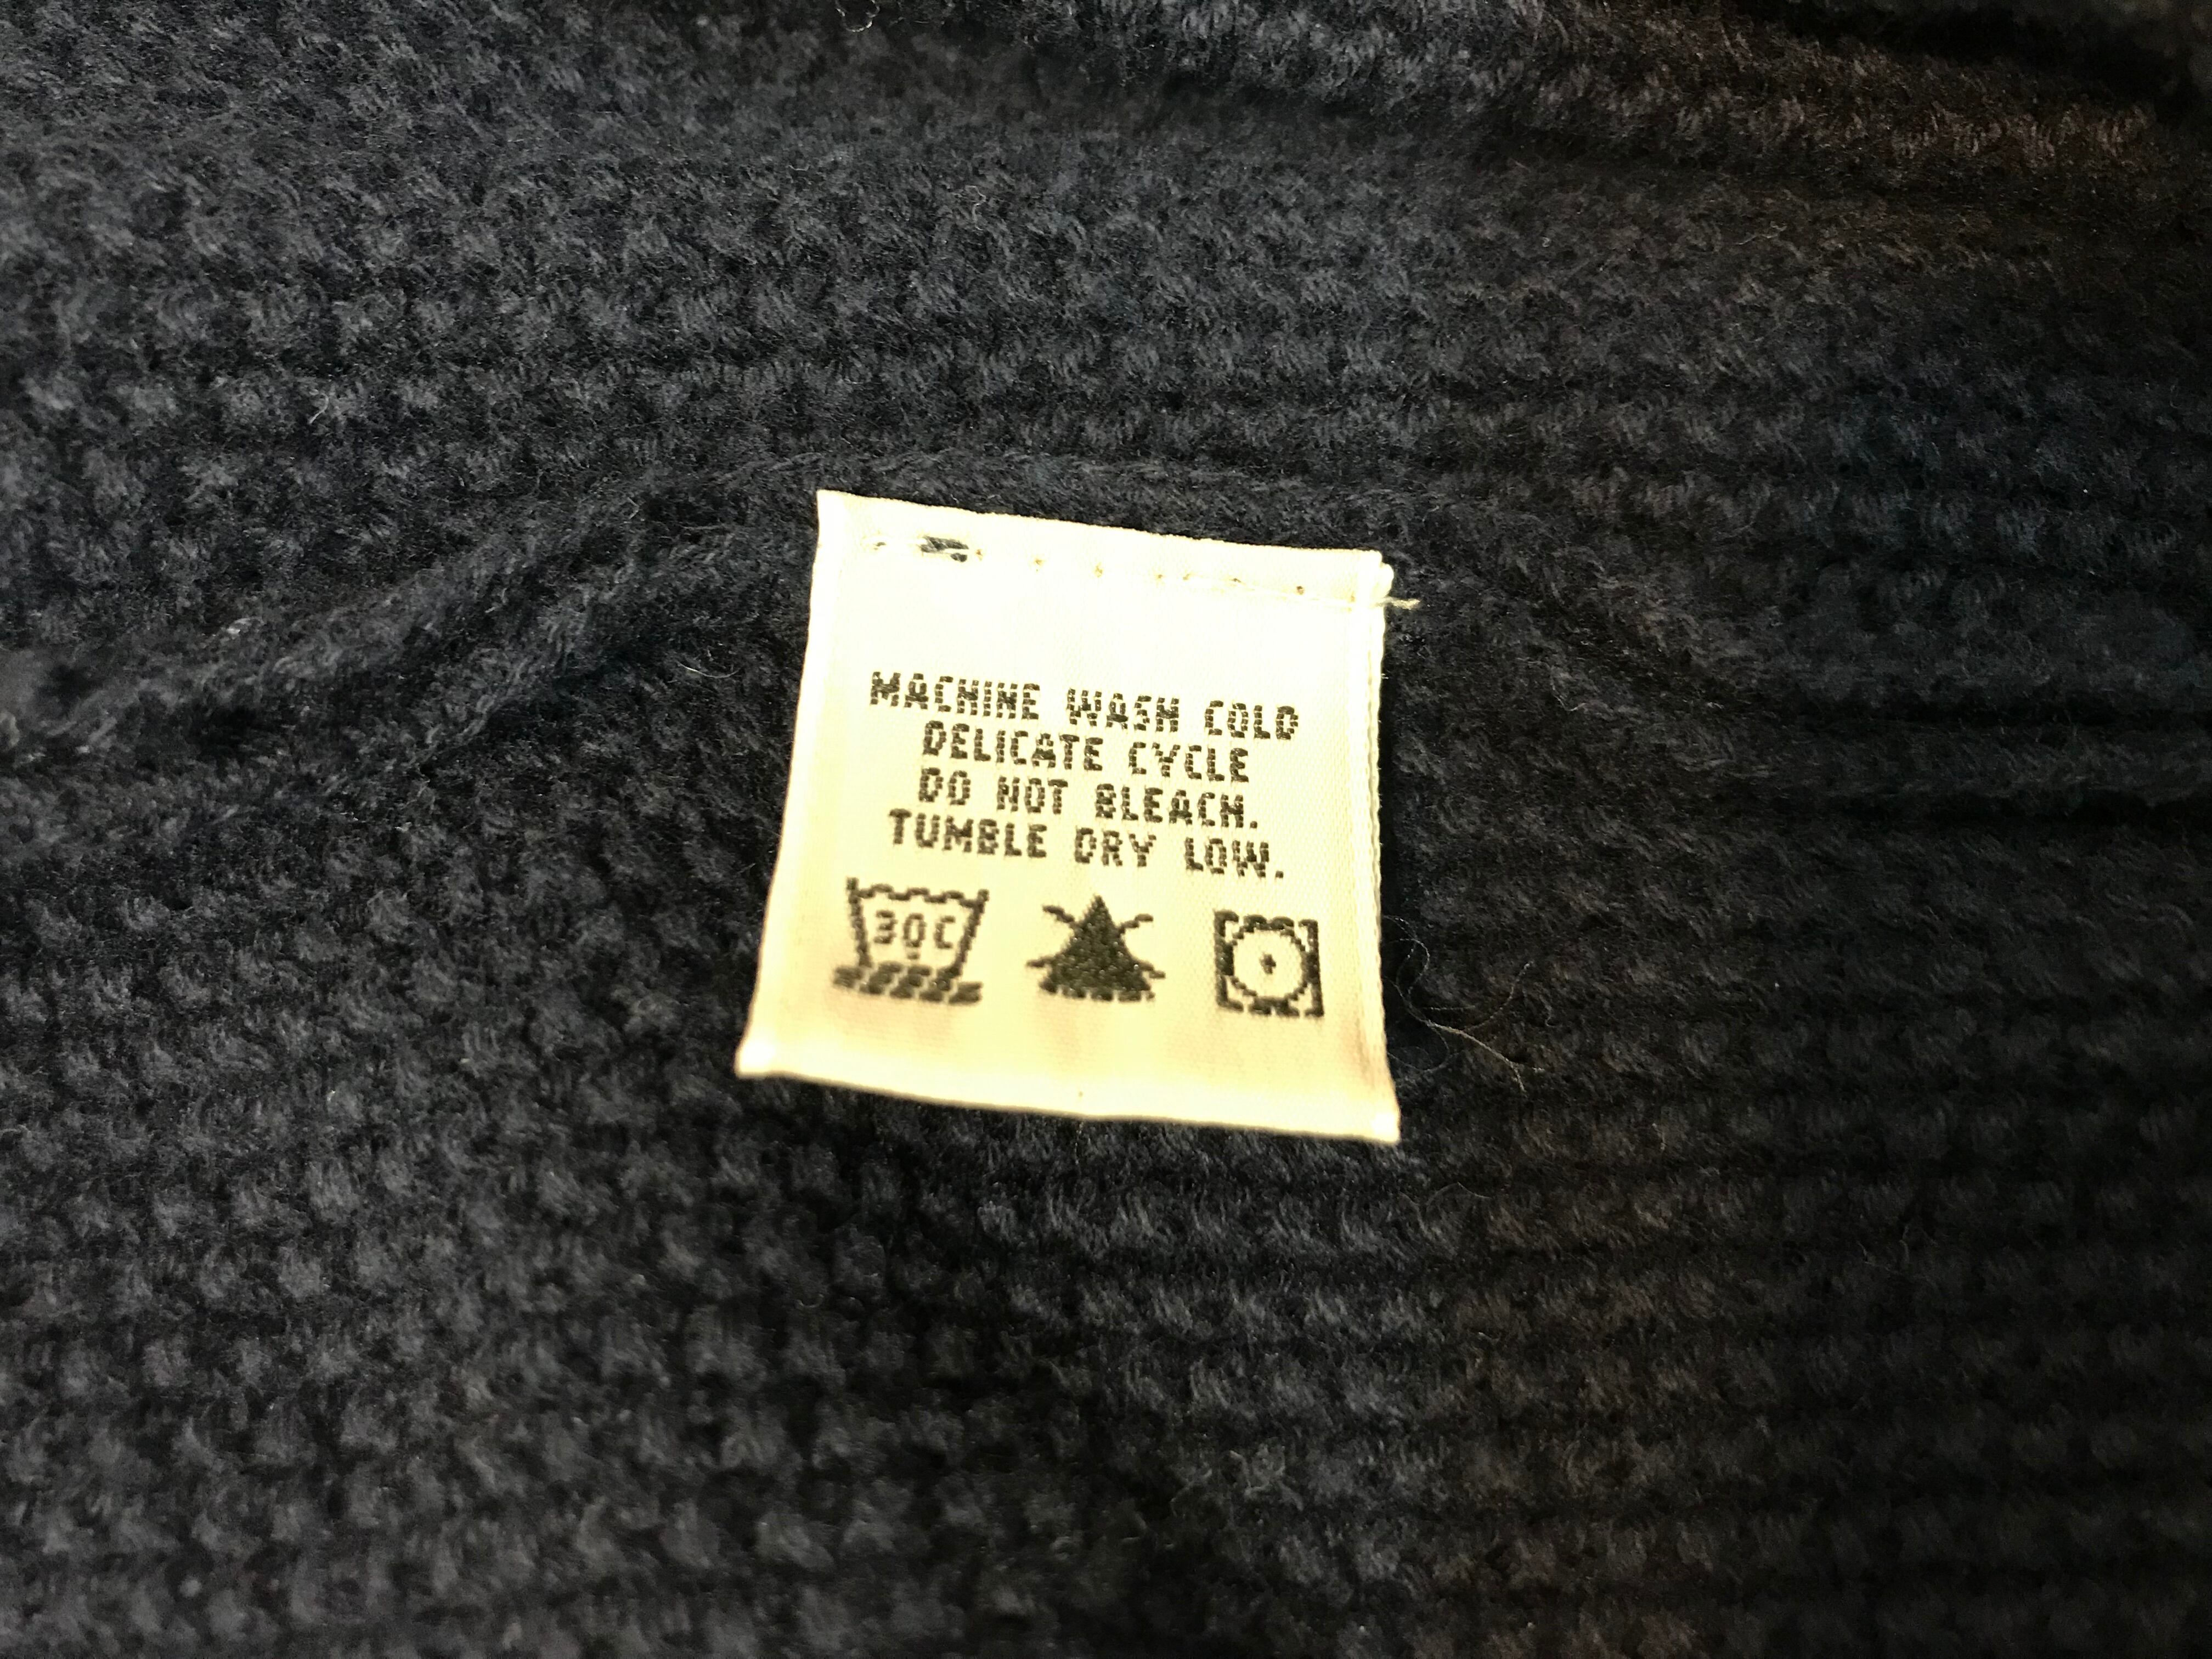 MACHINE WASH COLD
DELICATE CYCLE
DO NOT BLEACH.
TUMBLE DRY LOW.
30C